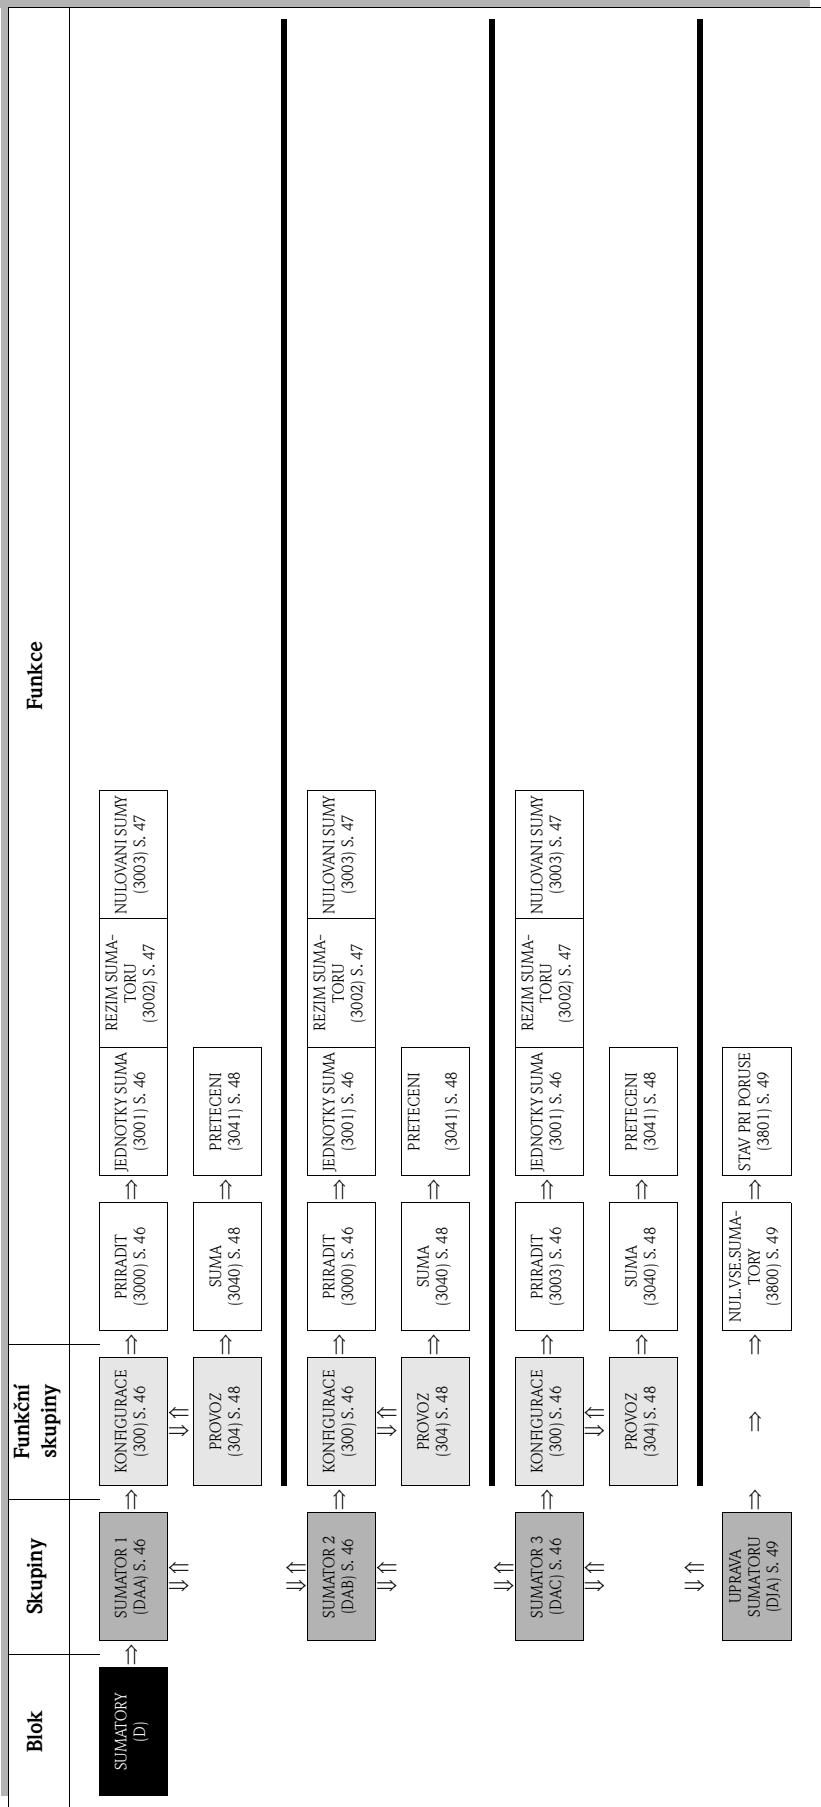 Blok
Skupiny
Funkční
skupiny
Funkce
SUMATORY
(D)
⇒
SUMATOR 1
(DAA) S. 46
⇒
KONFIGURACE
(300) S. 46
⇒
PRIRADIT
(3000) S. 46
⇒
JEDNOTKY SUMA
(3001) S. 46
REZIM SUMA-
TORU
(3002) S. 47
NULOVANI SUMY
(3003) S. 47
⇓⇑
⇓⇑
PROVOZ
(304) S. 48
⇒
SUMA
(3040) S. 48
⇒
PRETECENI
(3041) S. 48
⇓⇑
SUMATOR 2
(DAB) S. 46
⇒
KONFIGURACE
(300) S. 46
⇒
PRIRADIT
(3000) S. 46
⇒
JEDNOTKY SUMA
(3001) S. 46
REZIM SUMA-
TORU
(3002) S. 47
NULOVANI SUMY
(3003) S. 47
⇓⇑
⇓⇑
PROVOZ
(304) S. 48
⇒
SUMA
(3040) S. 48
⇒
PRETECENI
(3041) S. 48
⇓⇑
SUMATOR 3
(DAC) S. 46
⇒
KONFIGURACE
(300) S. 46
⇒
PRIRADIT
(3003) S. 46
⇒
JEDNOTKY SUMA
(3001) S. 46
REZIM SUMA-
TORU
(3002) S. 47
NULOVANI SUMY
(3003) S. 47
⇓⇑
⇓⇑
PROVOZ
(304) S. 48
⇒
SUMA
(3040) S. 48
⇒
PRETECENI
(3041) S. 48
⇓⇑
UPRAVA
SUMATORU
(DJA) S. 49
⇒
⇒
⇒
NUL.VSE.SUMA-
TORY
(3800) S. 49
⇒
STAV PRI PORUSE
(3801) S. 49